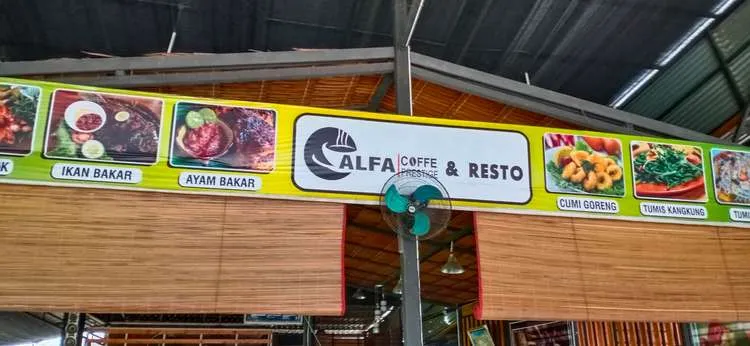 IKAN BAKAR
AYAM BAKAR
ALFA COFFE
PRESTIGE
& RESTO
CUMI GORENG
TUMIS KANGKUNG